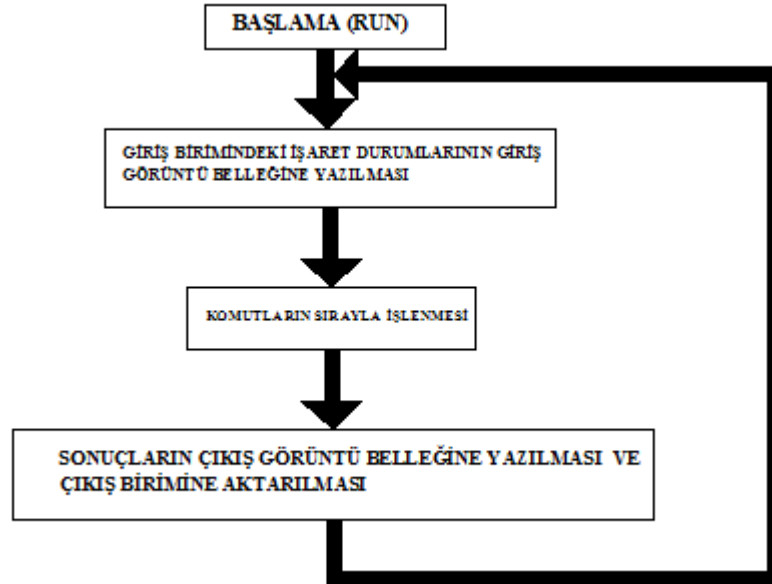 BAŞLAMA (RUN)
GİRİŞ BİRİMİNDEKİ İŞARET DURUMLARININ GİRİŞ
GÖRÜNTÜ BELLEĞİNE YAZILMASI
KOMUTLARIN SIRAYLA İŞLENMESİ
SONUÇLARIN ÇIKIŞ GÖRÜNTÜ BELLEĞİNE YAZILMASI VE
ÇIKIŞ BİRİMİNE AKTARILMASI